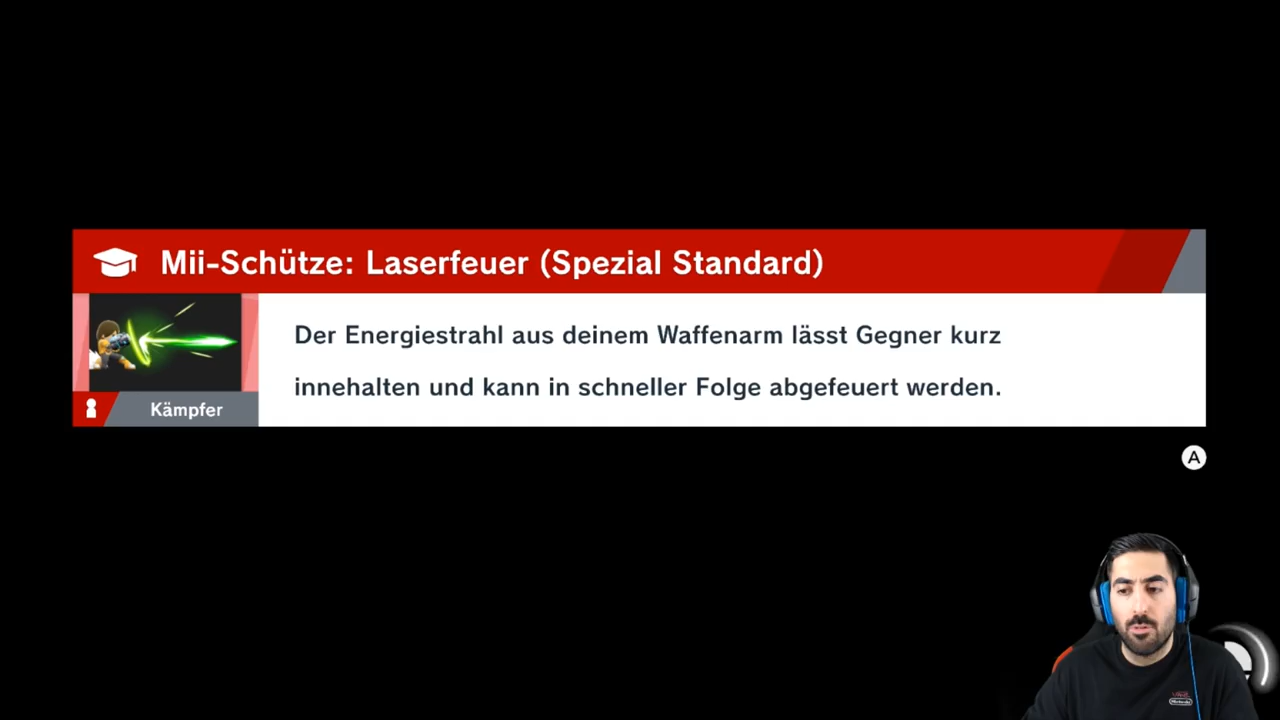 Mii-Schütze: Laserfeuer (Spezial Standard)
Der Energiestrahl aus deinem Waffenarm lässt Gegner kurz
innehalten und kann in schneller Folge abgefeuert werden.
Kämpfer
A
Nintendo